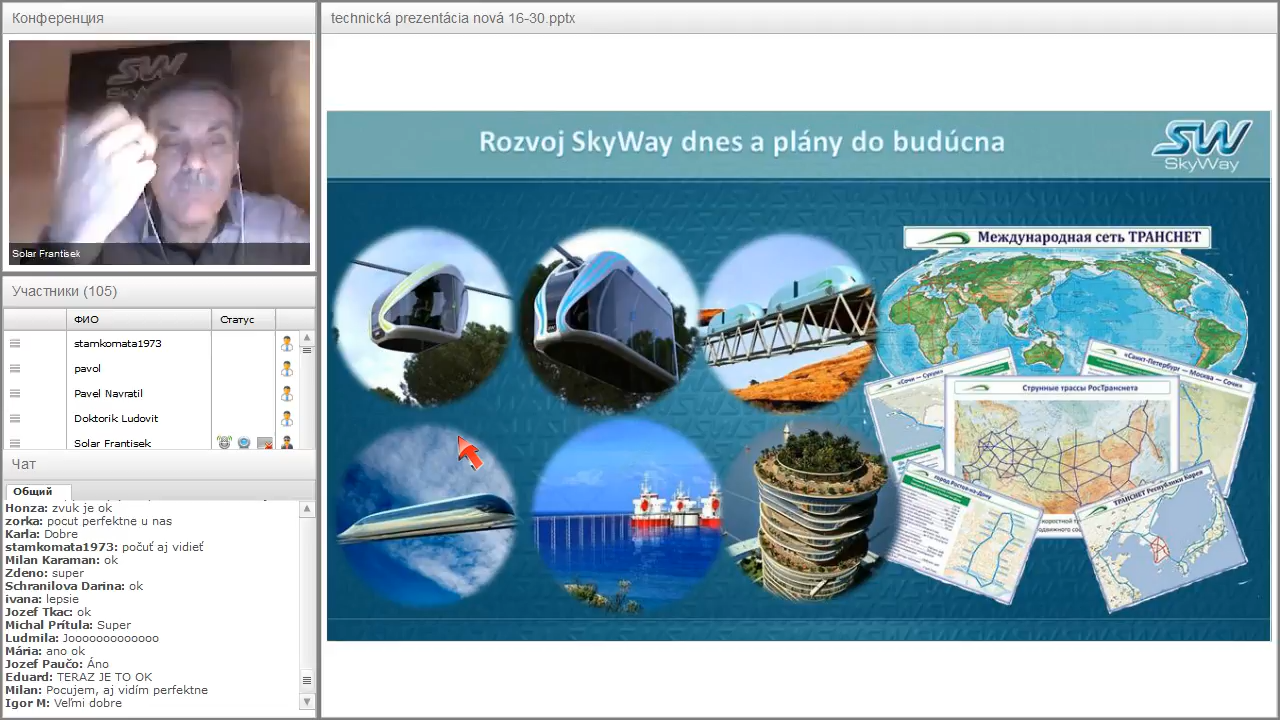 Конференция
SW
SkyWay
Solar Frantisek
Участники (105)
ФИО
Статус
stamkomata1973
pavol
Pavel Navratil
Doktorik Ludovit
Solar Frantisek
Чат
Общий
Honza: zvuk je ok
zorka: pocut perfektne u nas
Karla: Dobre
stamkomata1973: počuť aj vidieť
Milan Karaman: ok
Zdeno: super
Schranilova Darina: ok
ivana: lepsie
Jozef Tkac: ok
Michal Prítula: Super
Ludmila: Jooooooooooooo
Mária: ano ok
Jozef Paučo: Áno
Eduard: TERAZ JE TO OK
Milan: Pocujem, aj vidím perfektne
Igor M: Veľmi dobre
technická prezentácia nová 16-30.pptx
Rozvoj SkyWay dnes a plány do budúcna
SW
SkyWay
Международная сеть ТРАНСНЕТ
«Сочи — Сухум»
«Санкт-Петербург — Москва — Сочи»
Струнные трассы РосТранснета
город Ростов-на-Дону
ТРАНСНЕТ Республики Корея